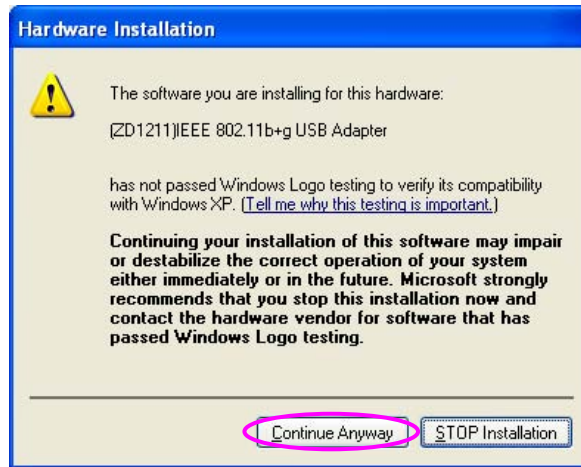 Hardware Installation
The software you are installing for this hardware:
(ZD1211)IEEE 802.11b+g USB Adapter
has not passed Windows Logo testing to verify its compatibility
with Windows XP. (Tell me why this testing is important.)
Continuing your installation of this software may impair
or destabilize the correct operation of your system
either immediately or in the future. Microsoft strongly
recommends that you stop this installation now and
contact the hardware vendor for software that has
passed Windows Logo testing.
Continue Anyway
STOP Installation